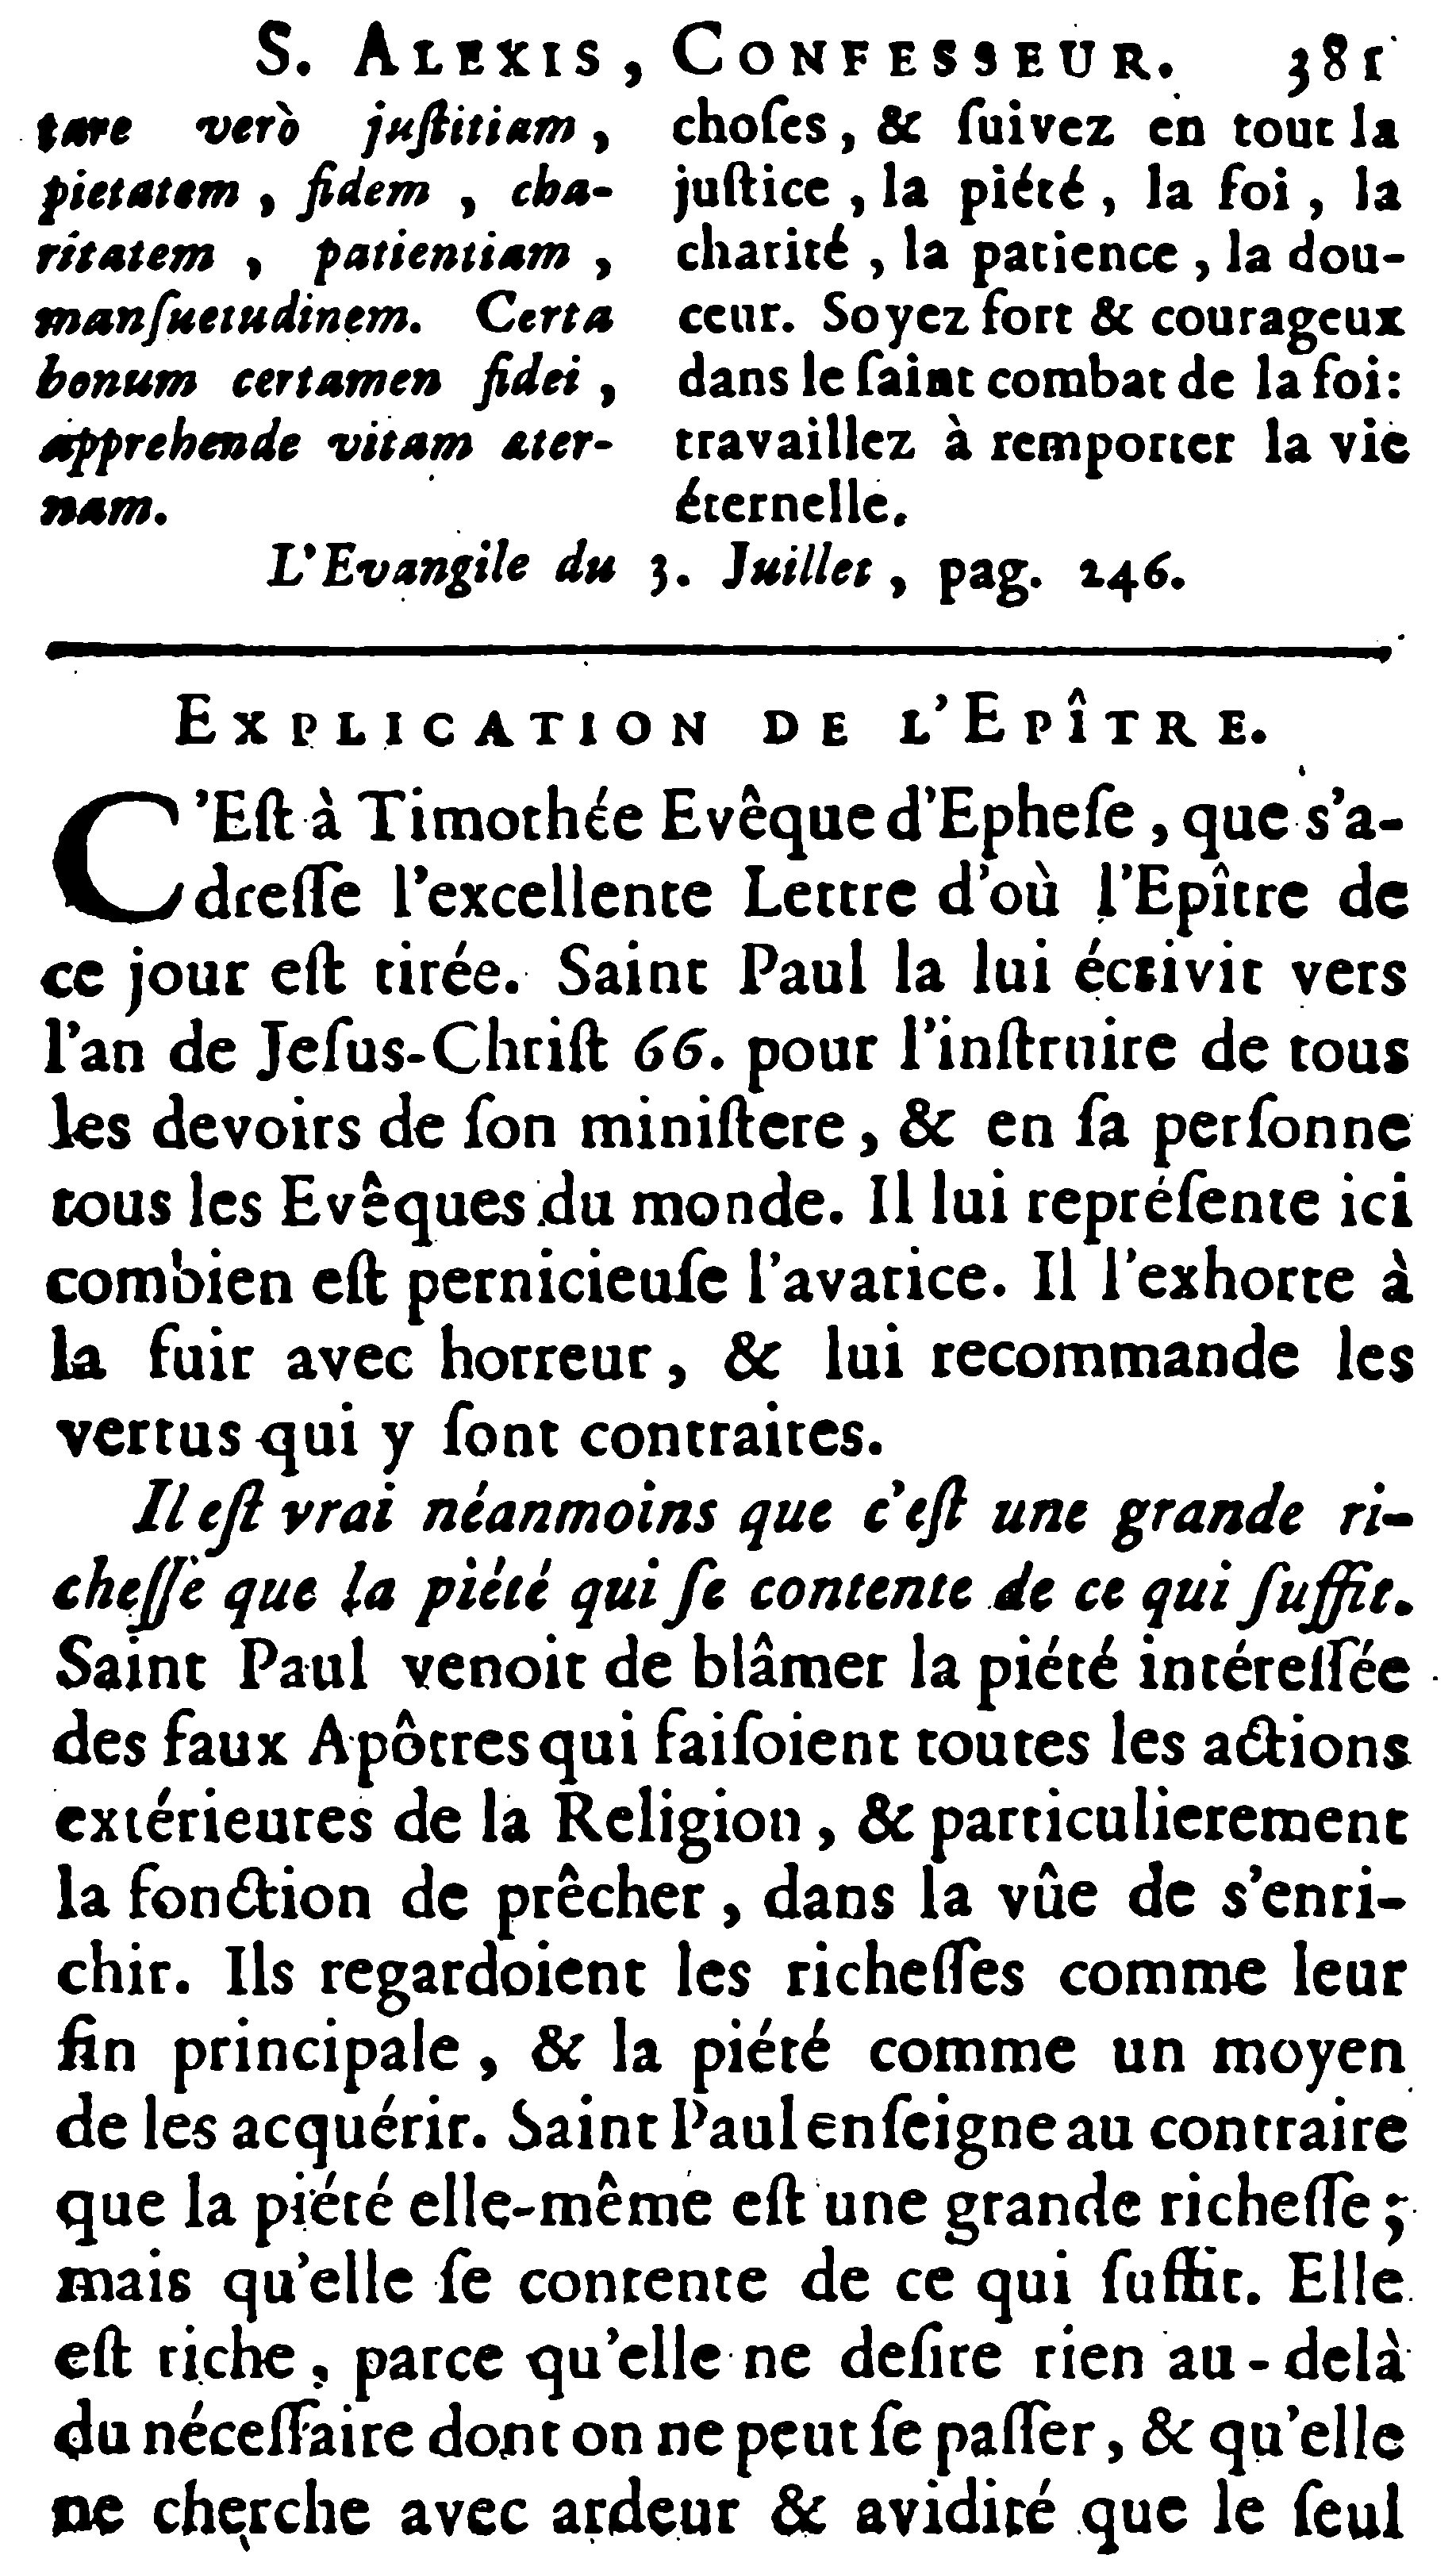 S. ALEXIS, CONFESSEUR. 381
tare verò juſtitiam,
pietatem, fidem, cha-
ritatem, patientiam,
manſuetudinem. Certa
bonum certamen fidei,
apprehende vitam æter-
nam.
choſes, & ſuivez en tout la
juſtice, la piété, la foi, la
charité, la patience, la dou-
ceur. Soyez fort & courageux
dans le ſaint combat de la foi:
travaillez à remporter la vie
éternelle.
L'Evangile du 3. Juillet, pag. 246.
EXPLICATION DE L'EPÎTRE.
C'Eſt à Timothée Evêque d'Epheſe, que s'a-
dreſſe l'excellente Lettre d'où l'Epître de
ce jour eſt tirée. Saint Paul la lui écrivit vers
l'an de Jeſus-Chriſt 66. pour l'inſtruire de tous
les devoirs de ſon miniſtere, & en ſa perſonne
tous les Evêques du monde. Il lui repréſente ici
combien eſt pernicieuſe l'avarice. Il l'exhorte à
la fuir avec horreur, & lui recommande les
vertus qui y ſont contraires.
Il eſt vrai néanmoins que c'eſt une grande ri-
cheſſe que la piété qui ſe contente de ce qui ſuffit.
Saint Paul venoit de blâmer la piété intéreſſée
des faux Apôtres qui faiſoient toutes les actions
extérieures de la Religion, & particulierement
la fonction de prêcher, dans la vûe de s'enri-
chir. Ils regardoient les richeſſes comme leur
fin principale, & la piété comme un moyen
de les acquérir. Saint Paul enſeigne au contraire
que la piété elle-même eſt une grande richeſſe;
mais qu'elle ſe contente de ce qui ſuffit. Elle
eſt riche, parce qu'elle ne deſire rien au-delà
du néceſſaire dont on ne peut ſe paſſer, & qu'elle
ne cherche avec ardeur & avidité que le ſeul